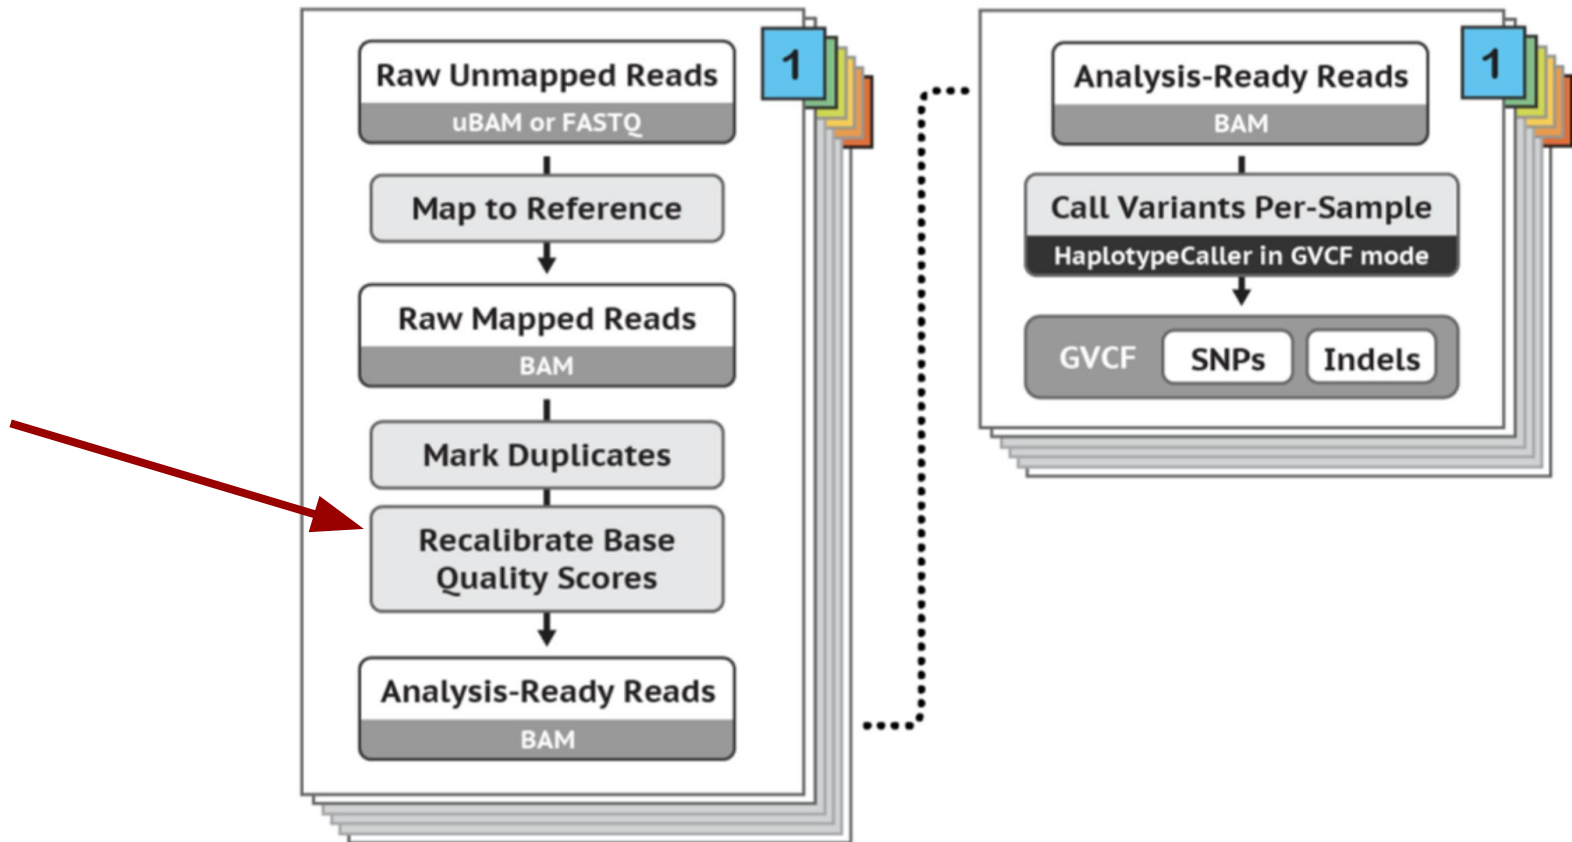 Raw Unmapped Reads
uBAM or FASTQ
1
Map to Reference
Raw Mapped Reads
BAM
Mark Duplicates
Recalibrate Base
Quality Scores
Analysis-Ready Reads
BAM
Analysis-Ready Reads
BAM
1
Call Variants Per-Sample
HaplotypeCaller in GVCF mode
GVCF SNPs Indels